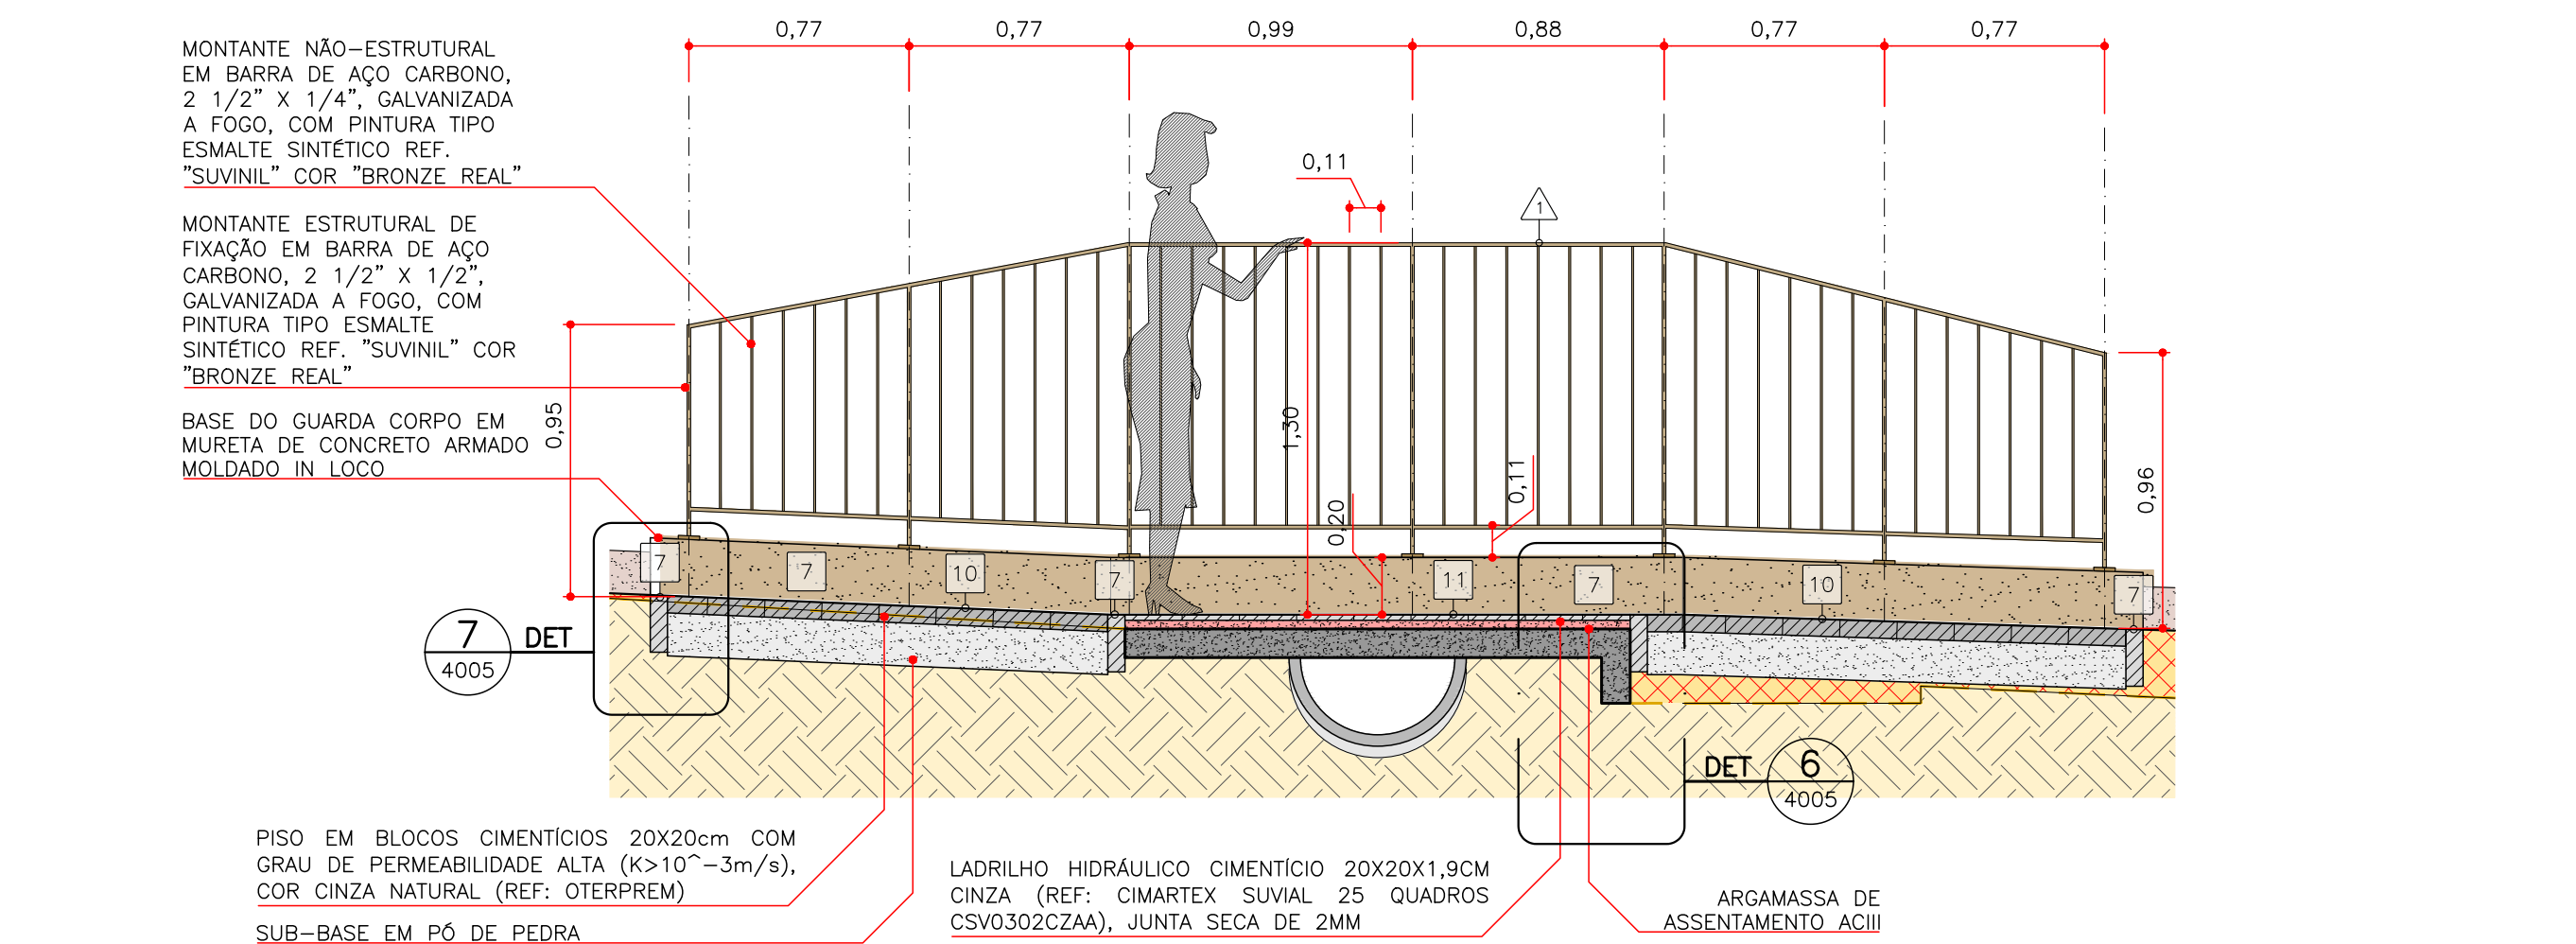 0,77
0,77
0,99
0,88
0,77
0,77
MONTANTE NÃO-ESTRUTURAL
EM BARRA DE AÇO CARBONO,
2 1/2" X 1/4", GALVANIZADA
A FOGO, COM PINTURA TIPO
ESMALTE SINTÉTICO REF.
"SUVINIL" COR "BRONZE REAL"
MONTANTE ESTRUTURAL DE
FIXAÇÃO EM BARRA DE AÇO
CARBONO, 2 1/2" X 1/2",
GALVANIZADA A FOGO, COM
PINTURA TIPO ESMALTE
SINTÉTICO REF. "SUVINIL" COR
"BRONZE REAL"
BASE DO GUARDA CORPO EM
MURETA DE CONCRETO ARMADO
MOLDADO IN LOCO
0,11
1
0,95
1,30
0,20
0,11
0,96
7
7
10
7
11
7
10
7
7
DET
4005
DET
6
4005
PISO EM BLOCOS CIMENTÍCIOS 20X20cm COM
GRAU DE PERMEABILIDADE ALTA (K>10^-3m/s),
COR CINZA NATURAL (REF: OTERPREM)
SUB-BASE EM PÓ DE PEDRA
LADRILHO HIDRÁULICO CIMENTÍCIO 20X20X1,9CM
CINZA (REF: CIMARTEX SUVIAL 25 QUADROS
CSV0302CZAA), JUNTA SECA DE 2MM
ARGAMASSA DE
ASSENTAMENTO ACIII